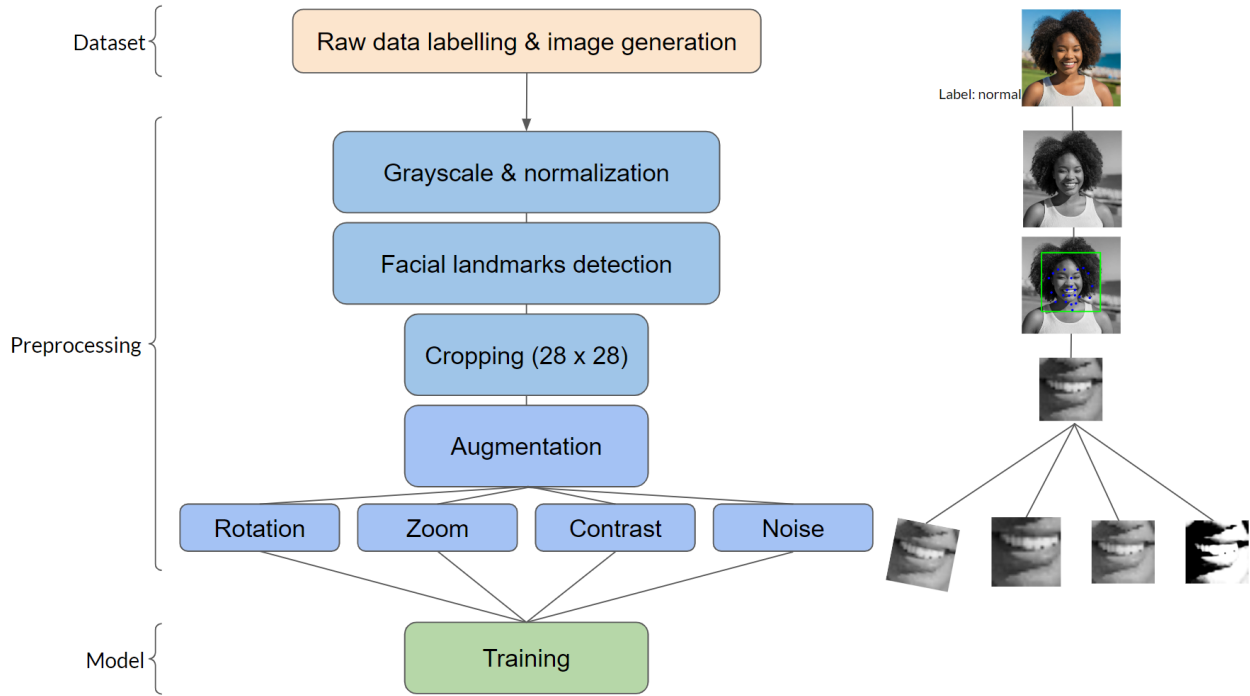 Dataset
Raw data labelling & image generation
Label: normal
Preprocessing
Grayscale & normalization
Facial landmarks detection
Cropping (28 x 28)
Augmentation
Rotation
Zoom
Contrast
Noise
Model
Training